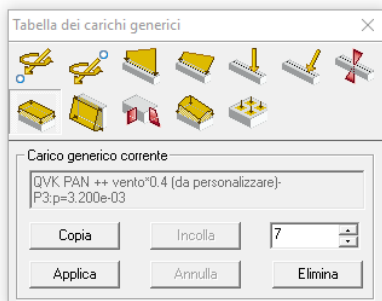 Tabella dei carichi generici
Carico generico corrente
QVK PAN ++ vento*0.4 (da personalizzare)-
P3:p=3.200e-03
Copia
Incolla
7
Applica
Annulla
Elimina